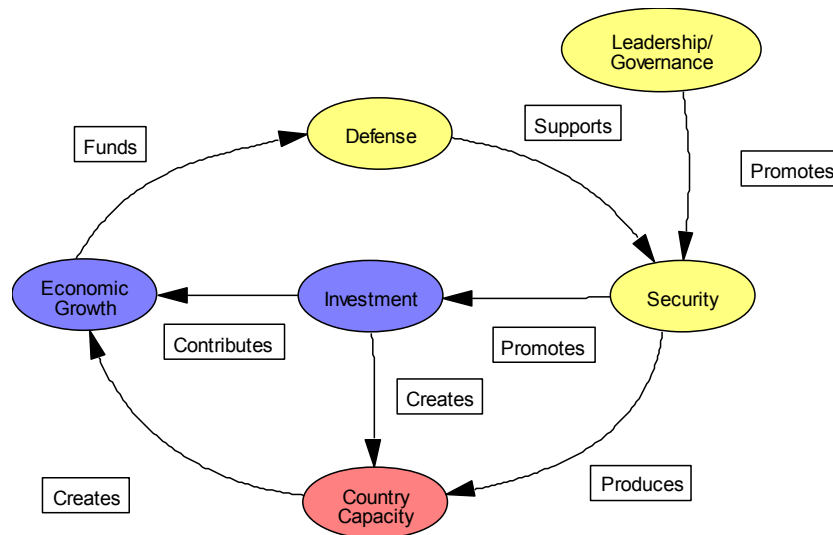 Leadership/
Governance
Supports
Defense
Funds
Promotes
Economic
Growth
Investment
Security
Contributes
Promotes
Creates
Creates
Country
Capacity
Produces